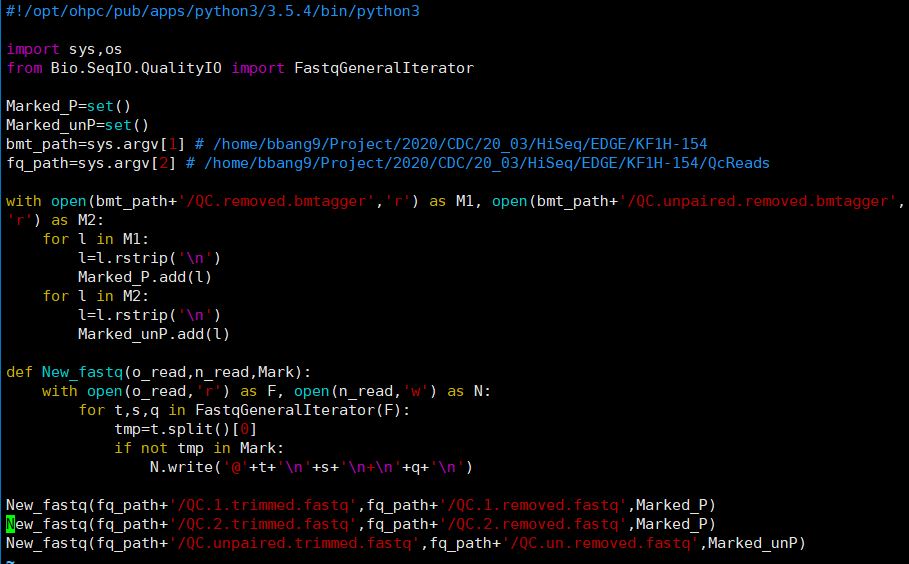 #!/opt/ohpc/pub/apps/python3/3.5.4/bin/python3
import sys,os
from Bio.SeqIO.QualityIO import FastqGeneralIterator
Marked_P=set()
Marked_unP=set()
bmt_path=sys.argv[1] # /home/bbang9/Project/2020/CDC/20_03/HiSeq/EDGE/KF1H-154
fq_path=sys.argv[2] # /home/bbang9/Project/2020/CDC/20_03/HiSeq/EDGE/KF1H-154/QcReads
with open(bmt_path+'/QC.removed.bmtagger','r') as M1, open(bmt_path+'/QC.unpaired.removed.bmtagger',
'r') as M2:
    for l in M1:
        l=l.rstrip('\n')
        Marked_P.add(l)
    for l in M2:
        l=l.rstrip('\n')
        Marked_unP.add(l)
def New_fastq(o_read,n_read,Mark):
    with open(o_read,'r') as F, open(n_read,'w') as N:
        for t,s,q in FastqGeneralIterator(F):
            tmp=t.split()[0]
            if not tmp in Mark:
                N.write('@'+t+'\n'+s+'\n+\n'+q+'\n')
New_fastq(fq_path+'/QC.1.trimmed.fastq',fq_path+'/QC.1.removed.fastq',Marked_P)
New_fastq(fq_path+'/QC.2.trimmed.fastq',fq_path+'/QC.2.removed.fastq',Marked_P)
New_fastq(fq_path+'/QC.unpaired.trimmed.fastq',fq_path+'/QC.un.removed.fastq',Marked_unP)
~